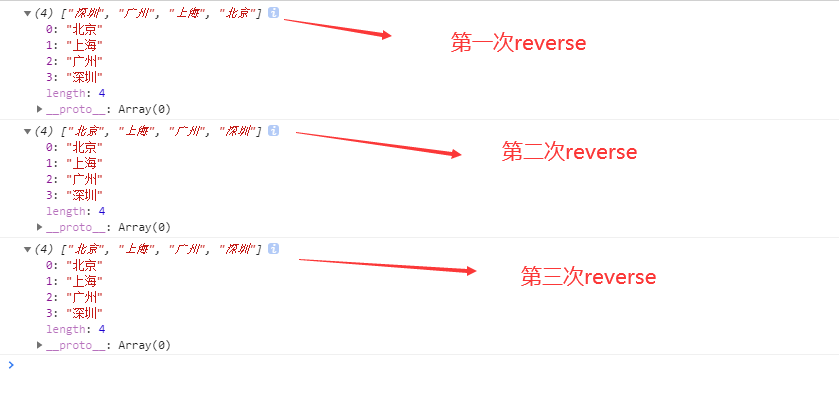 ▼(4) ["深圳", "广州", "上海", "北京"] i
第一次reverse
0: "北京"
1: "上海"
2: "广州"
3: "深圳"
length: 4
▶__proto__: Array(0)
▼(4) ["北京", "上海", "广州", "深圳"] i
第二次reverse
0: "北京"
1: "上海"
2: "广州"
3: "深圳"
length: 4
▶__proto__: Array(0)
▼(4) ["北京", "上海", "广州", "深圳"] i
第三次reverse
0: "北京"
1: "上海"
2: "广州"
3: "深圳"
length: 4
▶__proto__: Array(0)
>